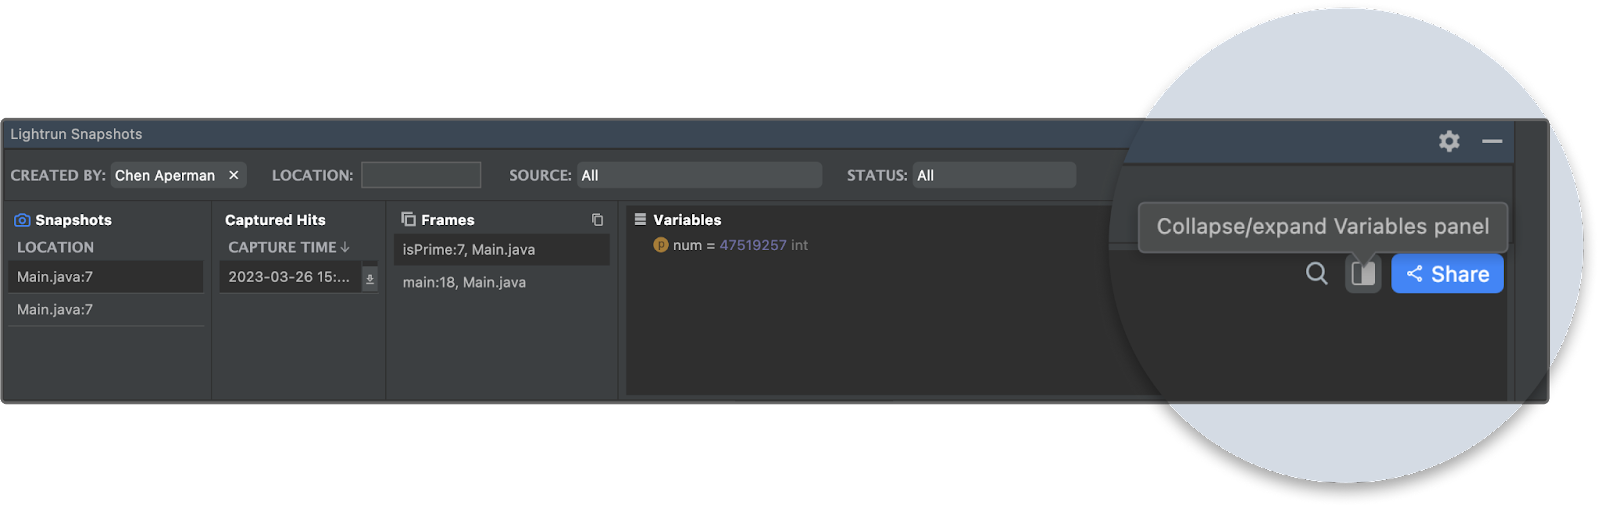 Lightrun Snapshots
CREATED BY: Chen Aperman × LOCATION: SOURCE: All STATUS: All
Snapshots
LOCATION
Main.java:7
Main.java:7
Captured Hits
CAPTURE TIME↓
2023-03-26 15:...
Frames
isPrime:7, Main.java
main:18, Main.java
Variables
p num = 47519257 int
Collapse/expand Variables panel
Share